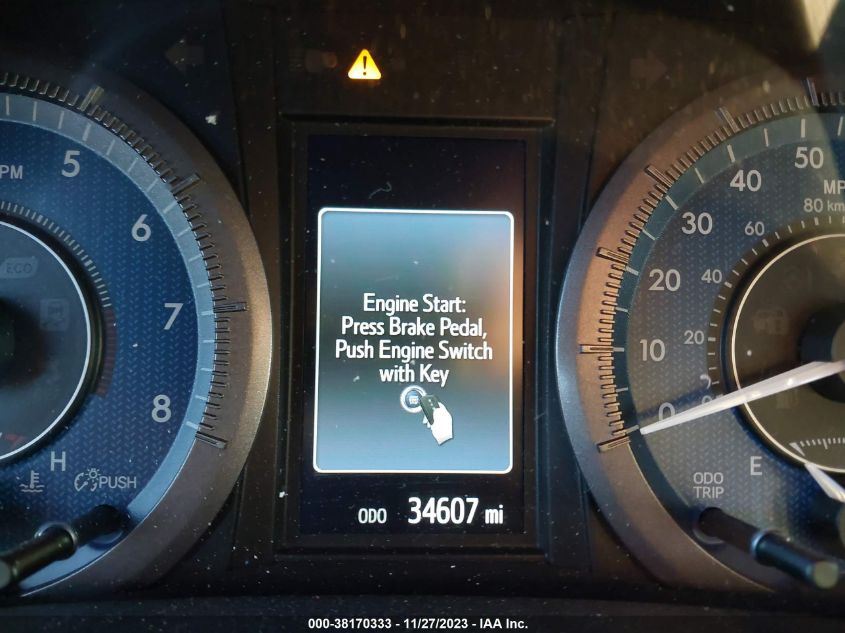 PM
5
6
7
8
ECO
H
PUSH
Engine Start:
Press Brake Pedal,
Push Engine Switch
with Key
ODO 34607 mi
50
40
30
20
10
0
MP
80 km
60
40
20
0
E
ODO
TRIP
000-38170333 - 11/27/2023 - IAA Inc.